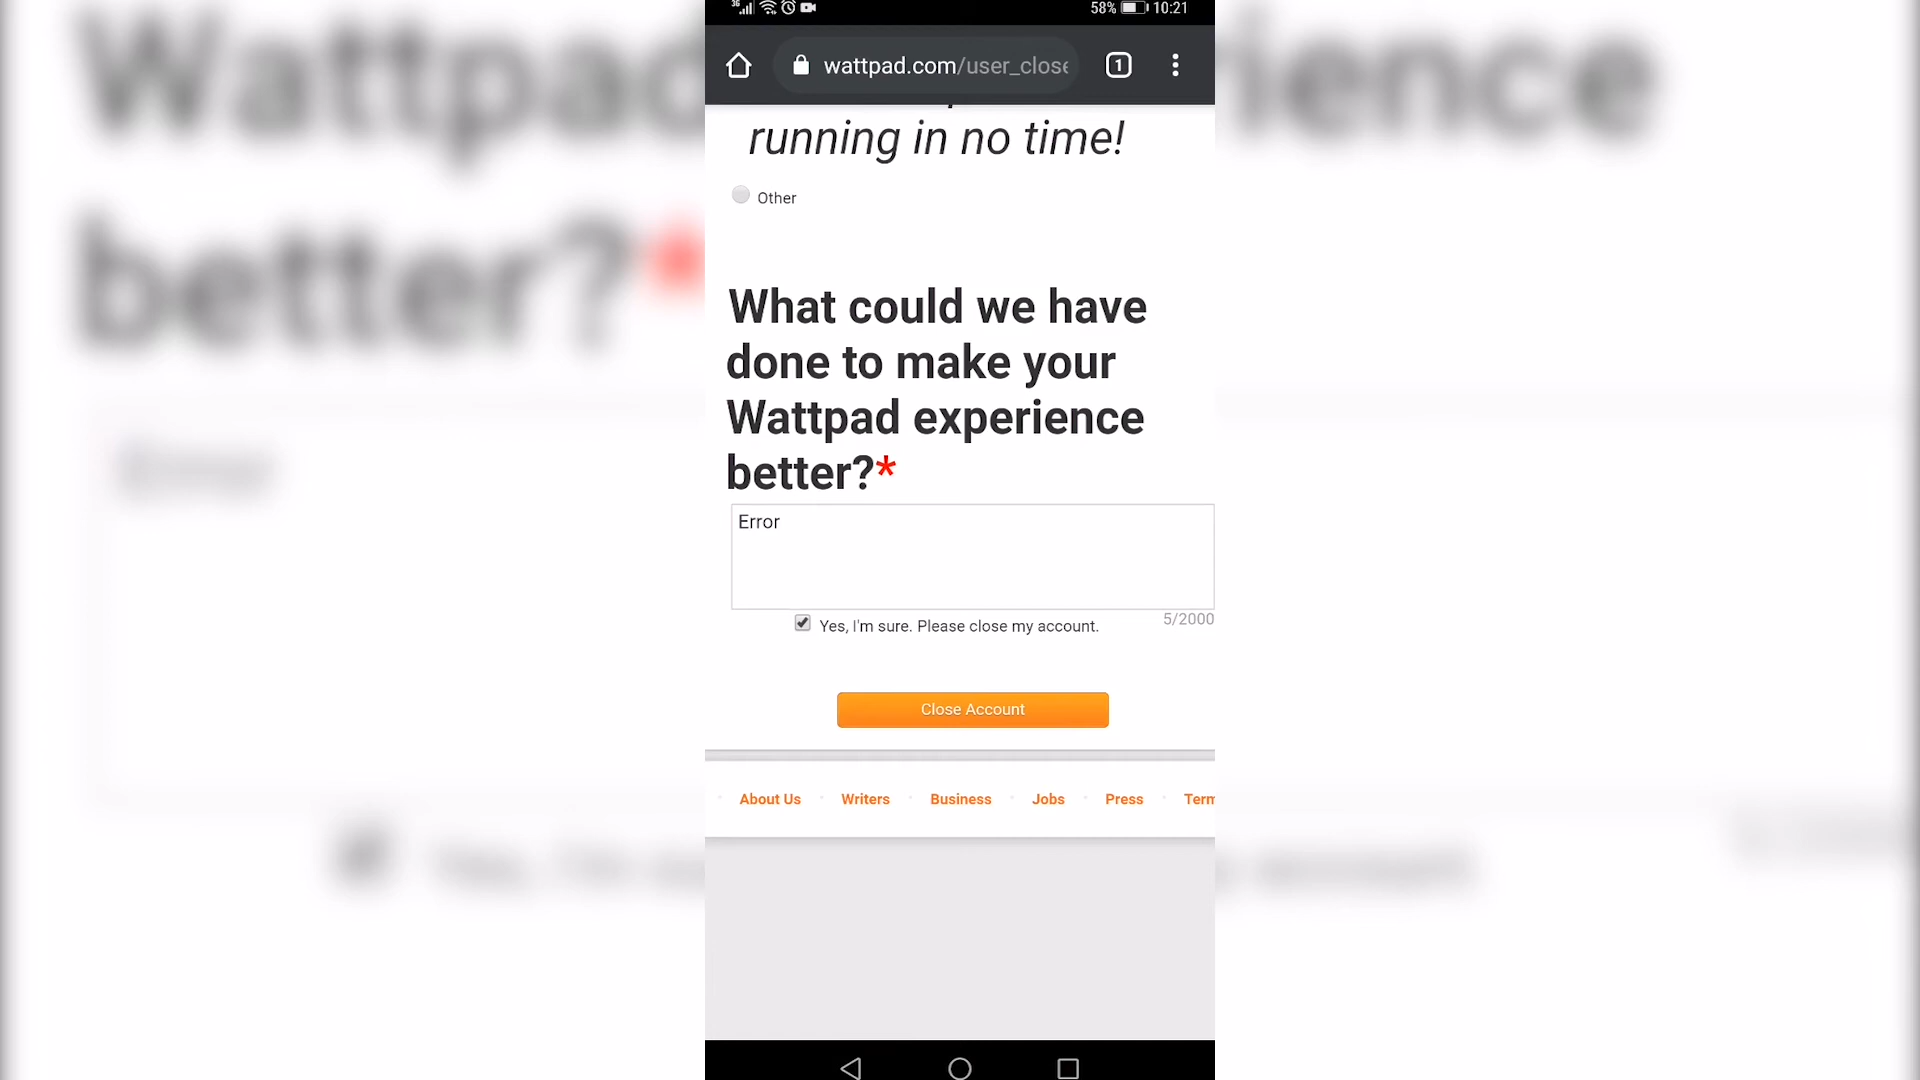 3G 58% 10:21
wattpad.com/user_close
1
running in no time!
Other
What could we have
done to make your
Wattpad experience
better?*
Error
5/2000
Yes, I'm sure. Please close my account.
Close Account
About Us Writers Business Jobs Press Term